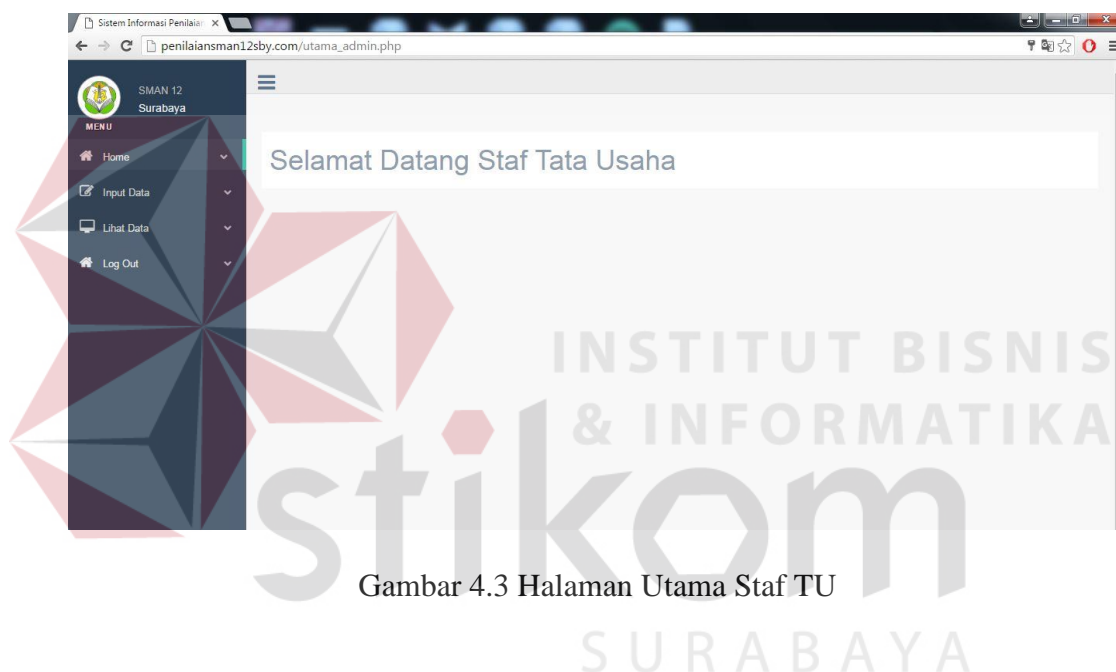 Sistem Informasi Penilaian
penilaiansman12sby.com/utama_admin.php
SMAN 12
Surabaya
MENU
Home
Input Data
Lihat Data
Log Out
Selamat Datang Staf Tata Usaha
INSTITUT BISNIS
& INFORMATIKA
stikom
SURABAYA
Gambar 4.3 Halaman Utama Staf TU